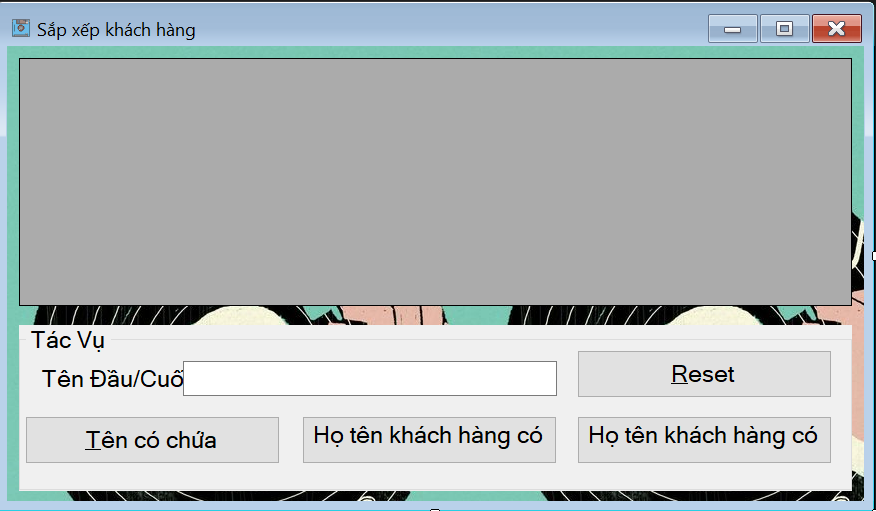 Sắp xếp khách hàng
Tác Vụ
Tên Đầu/Cuố
Reset
Tên có chứa
Họ tên khách hàng có
Họ tên khách hàng có